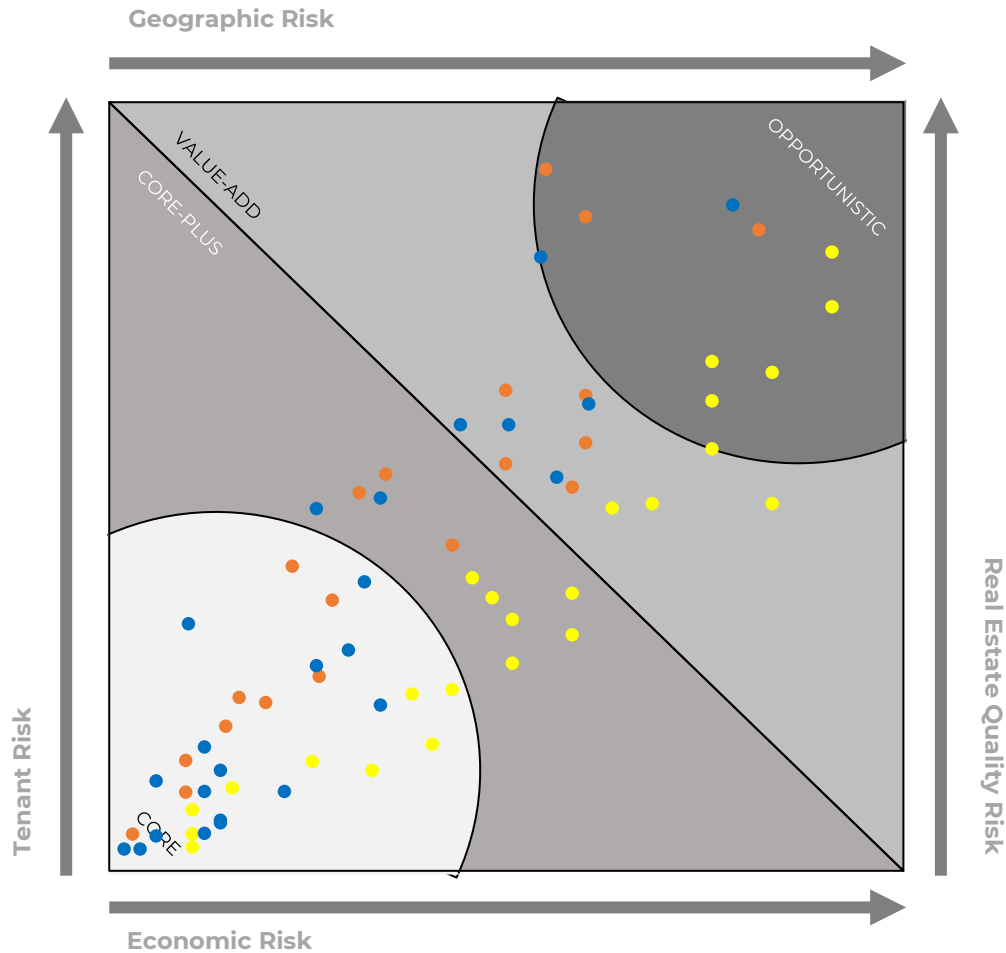 Geographic Risk
VALUE-ADD
CORE-PLUS
OPPORTUNISTIC
Tenant Risk
Real Estate Quality Risk
CORE
Economic Risk